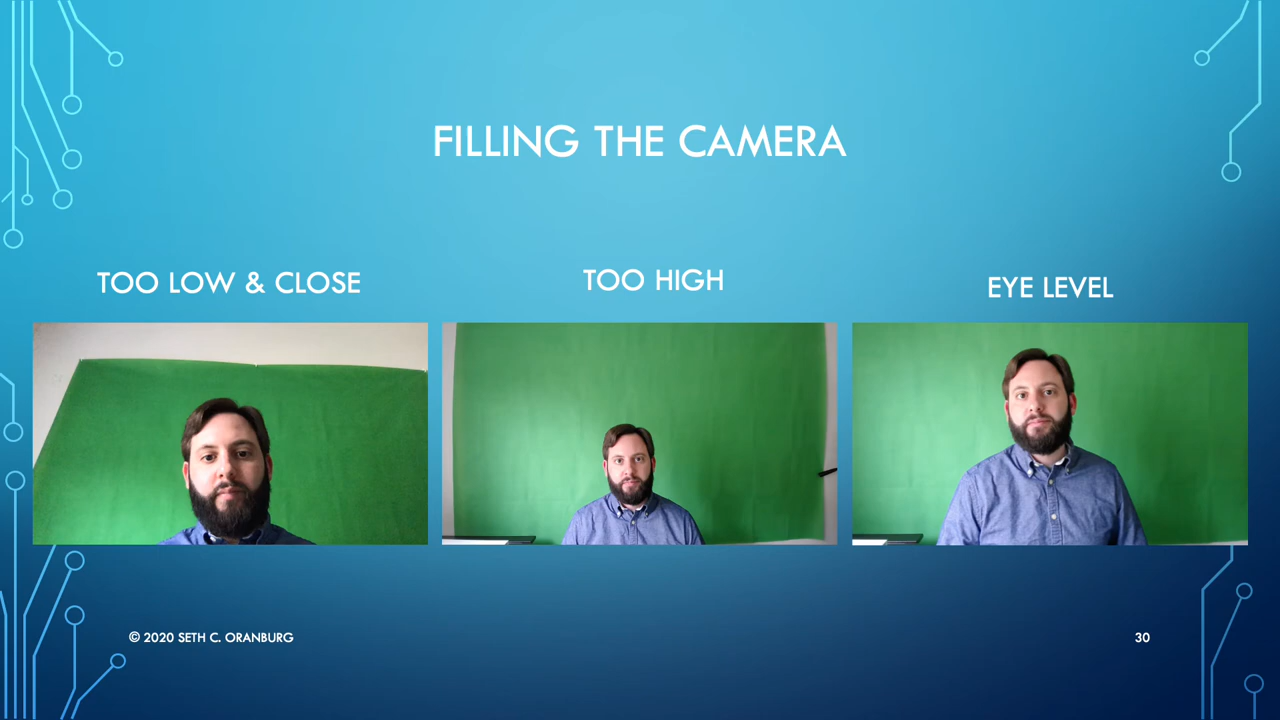 FILLING THE CAMERA
TOO LOW & CLOSE
TOO HIGH
EYE LEVEL
© 2020 SETH C. ORANBURG
30